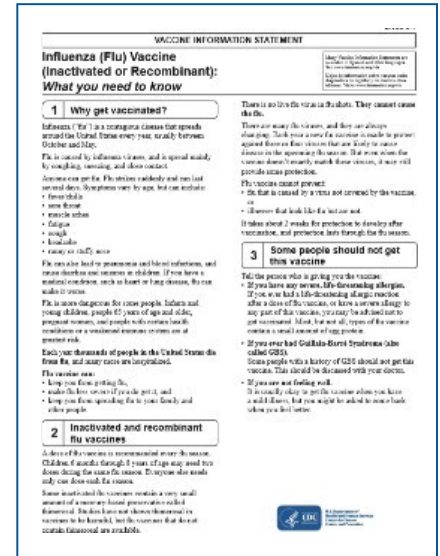 VACCINE INFORMATION STATEMENT
Influenza (Flu) Vaccine
(Inactivated or Recombinant):
What you need to know
1 Why get vaccinated?
Influenza ("flu") is a contagious disease that spreads
around the United States every year, usually between
October and May.
Flu is caused by influenza viruses, and is spread mainly
by coughing, sneezing, and close contact.
Anyone can get flu. Flu strikes suddenly and can last
several days. Symptoms vary by age, but can include:
• fever/chills
• sore throat
• muscle aches
• fatigue
• cough
• headache
• runny or stuffy nose
Flu can also lead to pneumonia and blood infections, and
cause diarrhea and seizures in children. If you have a
medical condition, such as heart or lung disease, flu can
make it worse.
Flu is more dangerous for some people. Infants and
young children, people 65 years of age and older,
pregnant women, and people with certain health
conditions or a weakened immune system are at
greatest risk.
Each year thousands of people in the United States die
from flu, and many more are hospitalized.
Flu vaccine can:
• keep you from getting flu,
• make flu less severe if you do get it, and
• keep you from spreading flu to your family and
other people.
2 Inactivated and recombinant
flu vaccines
A dose of flu vaccine is recommended every flu season.
Children 6 months through 8 years of age may need two
doses during the same flu season. Everyone else needs
only one dose each flu season.
Some inactivated flu vaccines contain a very small
amount of a mercury-based preservative called
thimerosal. Studies have not shown thimerosal in
vaccines to be harmful, but flu vaccines that do not
contain thimerosal are available.
There is no live flu virus in flu shots. They cannot cause
the flu.
There are many flu viruses, and they are always
changing. Each year a new flu vaccine is made to protect
against three or four viruses that are likely to cause
disease in the upcoming flu season. But even when the
vaccine doesn't exactly match these viruses, it may still
provide some protection.
Flu vaccine cannot prevent:
• flu that is caused by a virus not covered by the vaccine,
or
• illnesses that look like flu but are not.
It takes about 2 weeks for protection to develop after
vaccination, and protection lasts through the flu season.
3 Some people should not get
this vaccine
Tell the person who is giving you the vaccine:
• If you have any severe, life-threatening allergies.
If you ever had a life-threatening allergic reaction
after a dose of flu vaccine, or have a severe allergy to
any part of this vaccine, you may be advised not to
get vaccinated. Most, but not all, types of flu vaccine
contain a small amount of egg protein.
• If you ever had Guillain-Barré Syndrome (also
called GBS).
Some people with a history of GBS should not get this
vaccine. This should be discussed with your doctor.
• If you are not feeling well.
It is usually okay to get flu vaccine when you have
a mild illness, but you might be asked to come back
when you feel better.
CDC